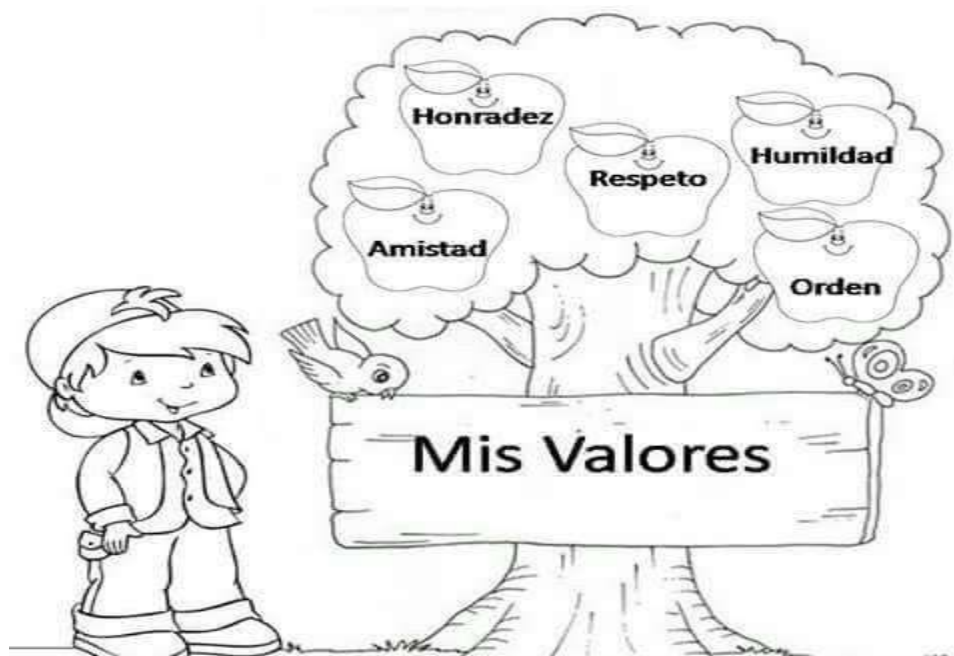 Honradez
Humildad
Respeto
Amistad
Orden
Mis Valores